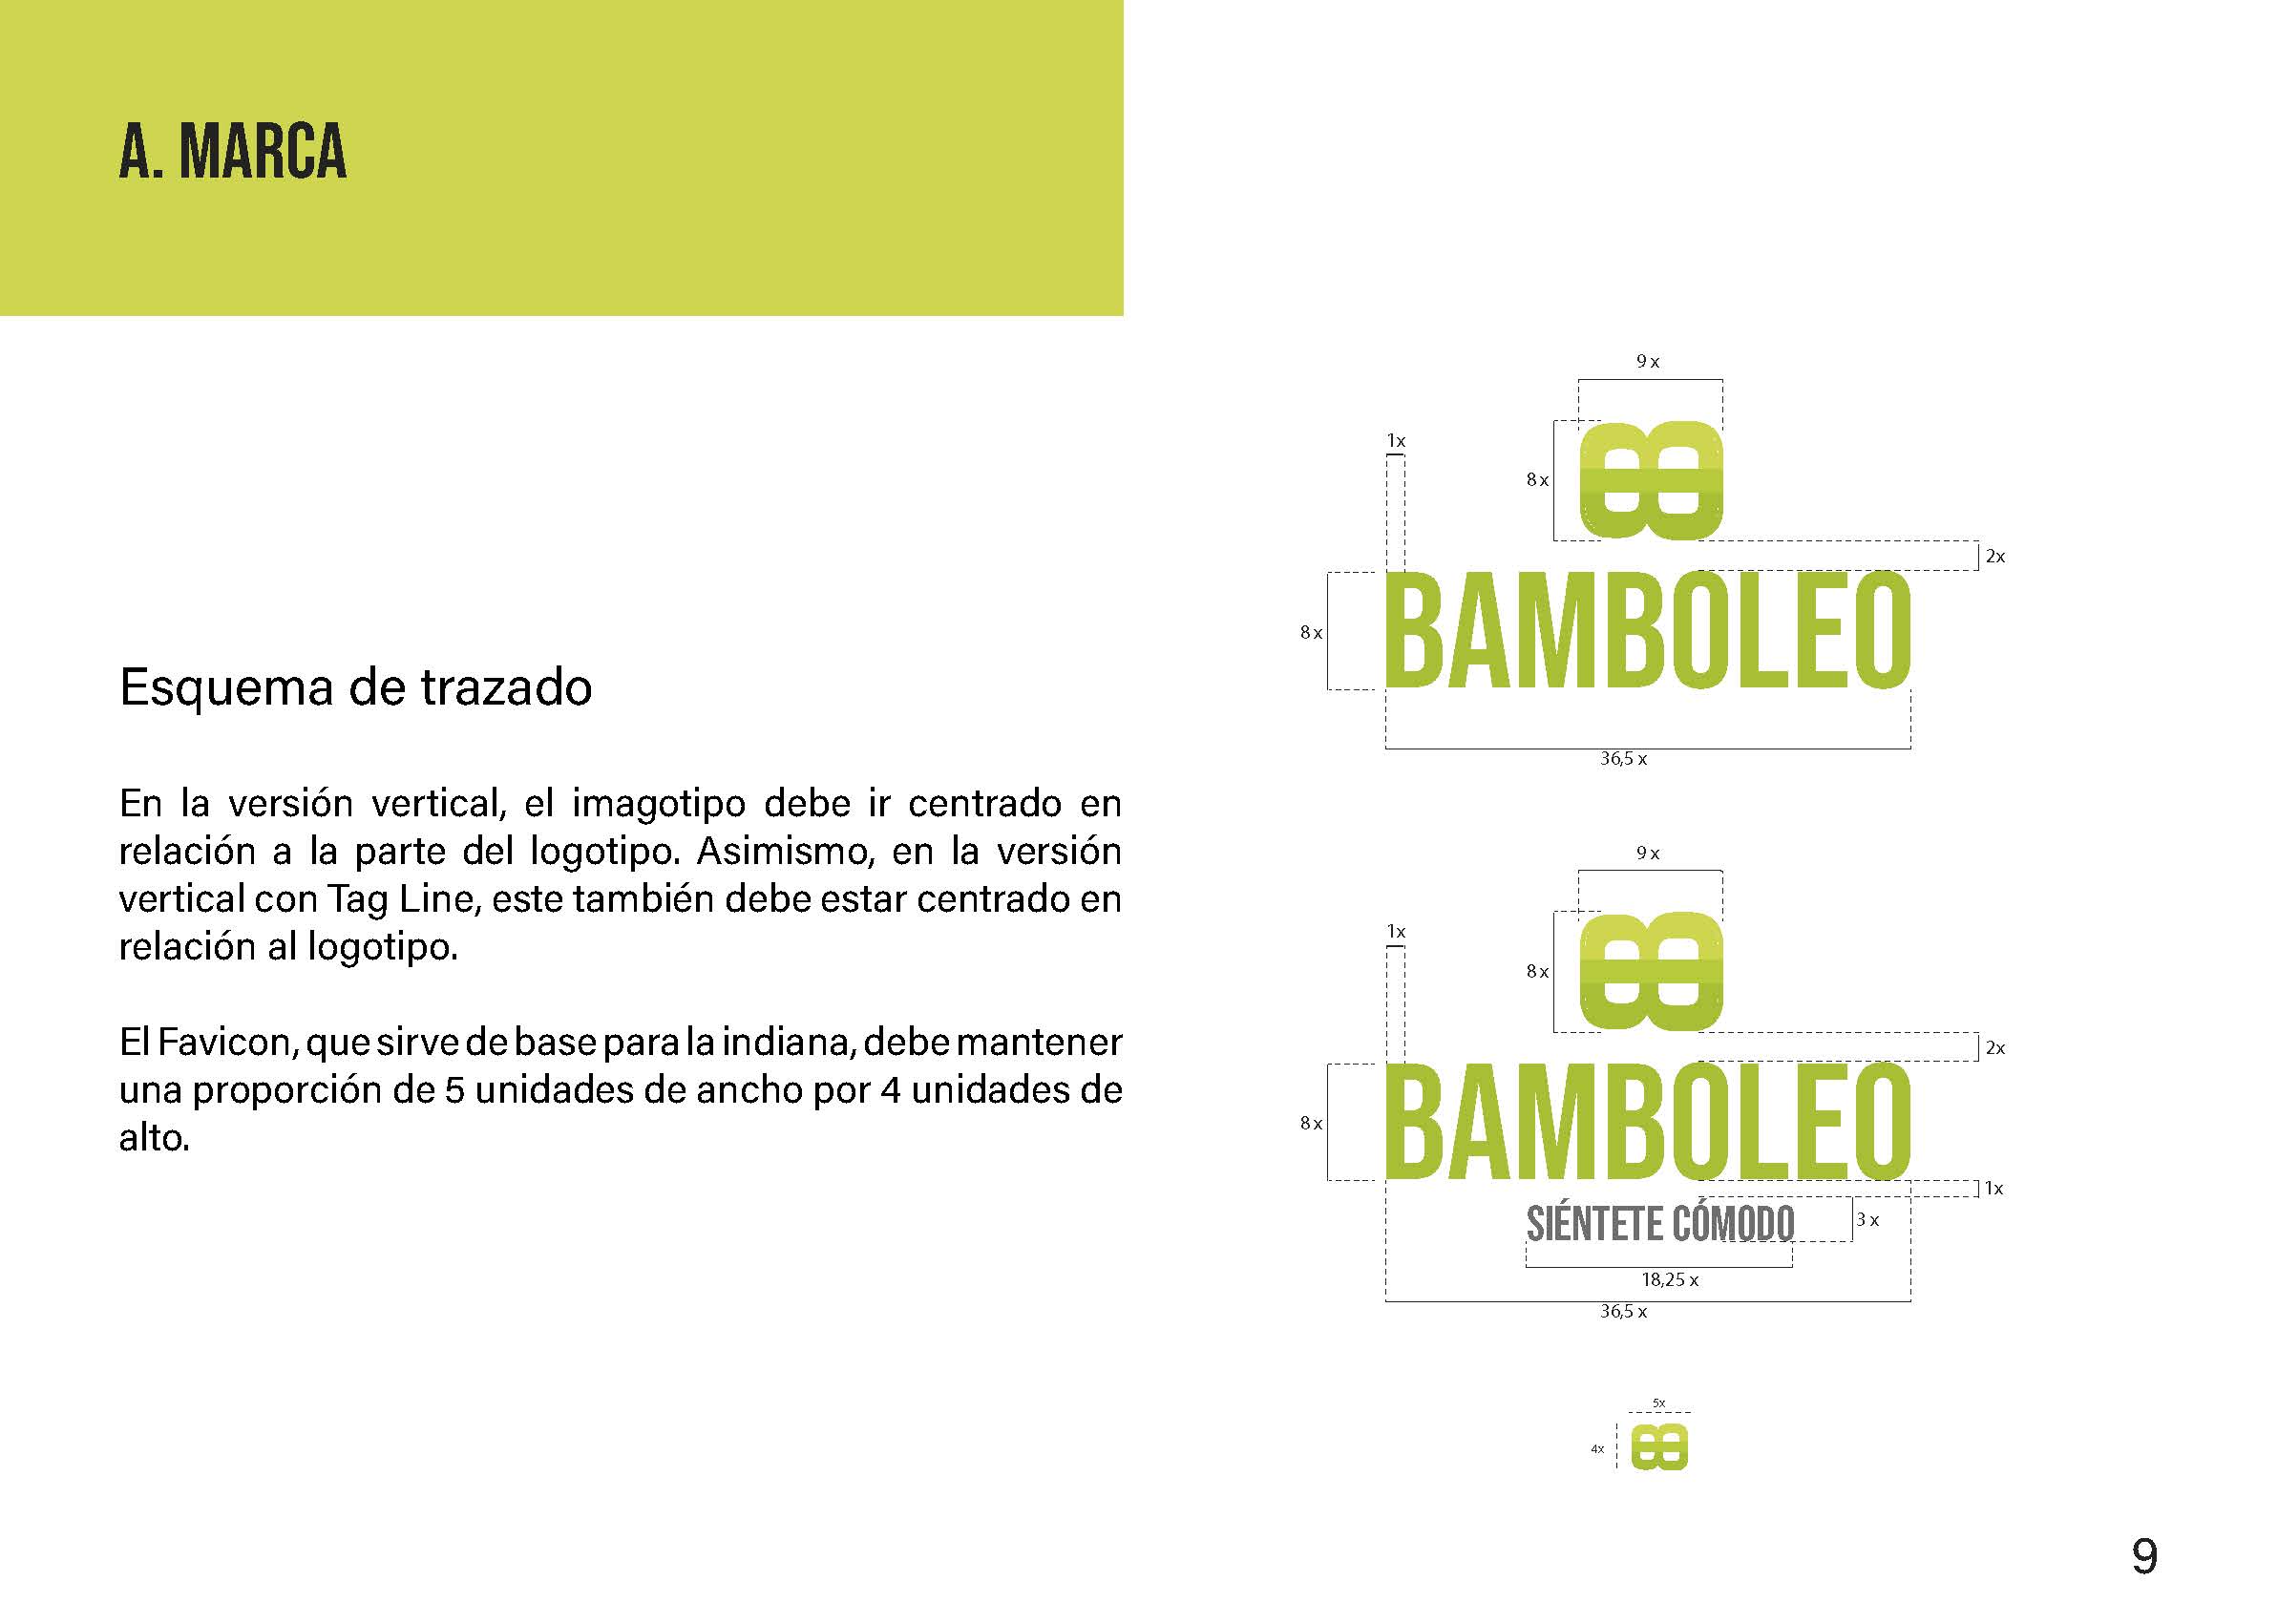 A. MARCA
Esquema de trazado
En la versión vertical, el imagotipo debe ir centrado en
relación a la parte del logotipo. Asimismo, en la versión
vertical con Tag Line, este también debe estar centrado en
relación al logotipo.
El Favicon, que sirve de base para la indiana, debe mantener
una proporción de 5 unidades de ancho por 4 unidades de
alto.
9 x
1x
8 x
2x
8 x
BAMBOLEO
36,5 x
9 x
1x
8 x
2x
8 x
BAMBOLEO
1x
SIÉNTETE CÓMODO
3 x
18,25 x
36,5 x
5x
4x
9